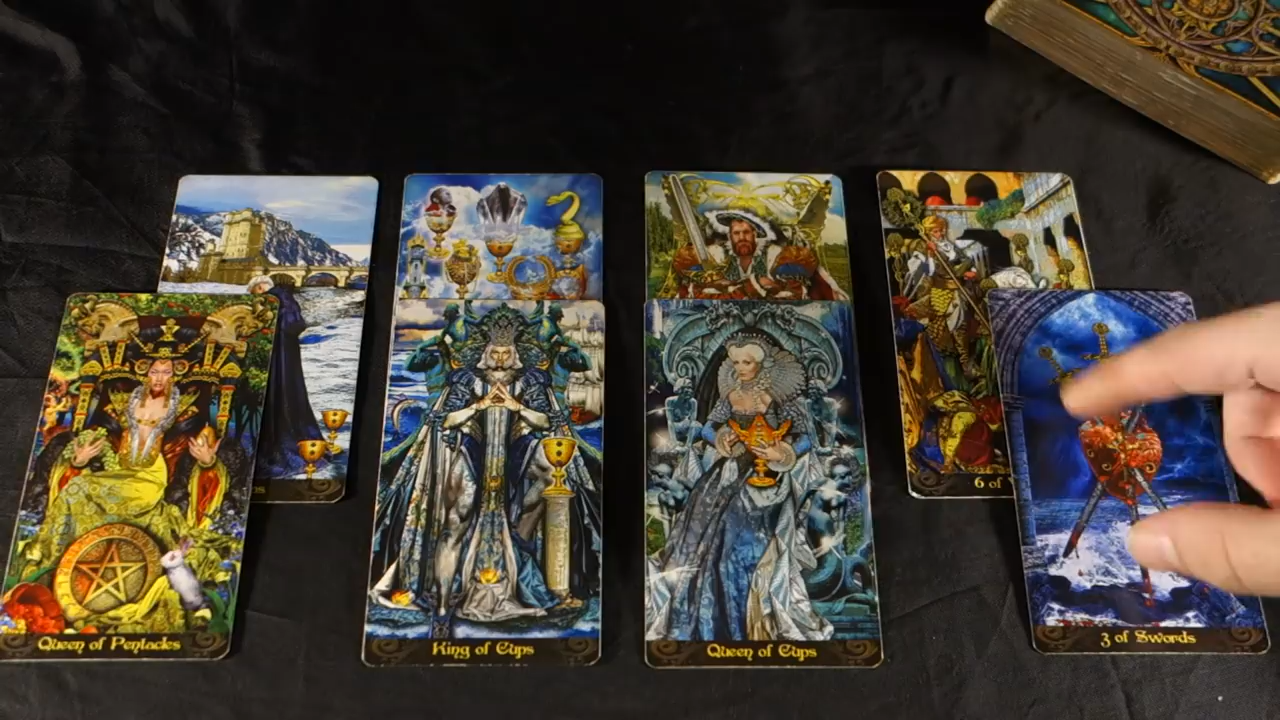 6 of
Queen of Pentacles
King of Cups
Queen of Cups
3 of Swords